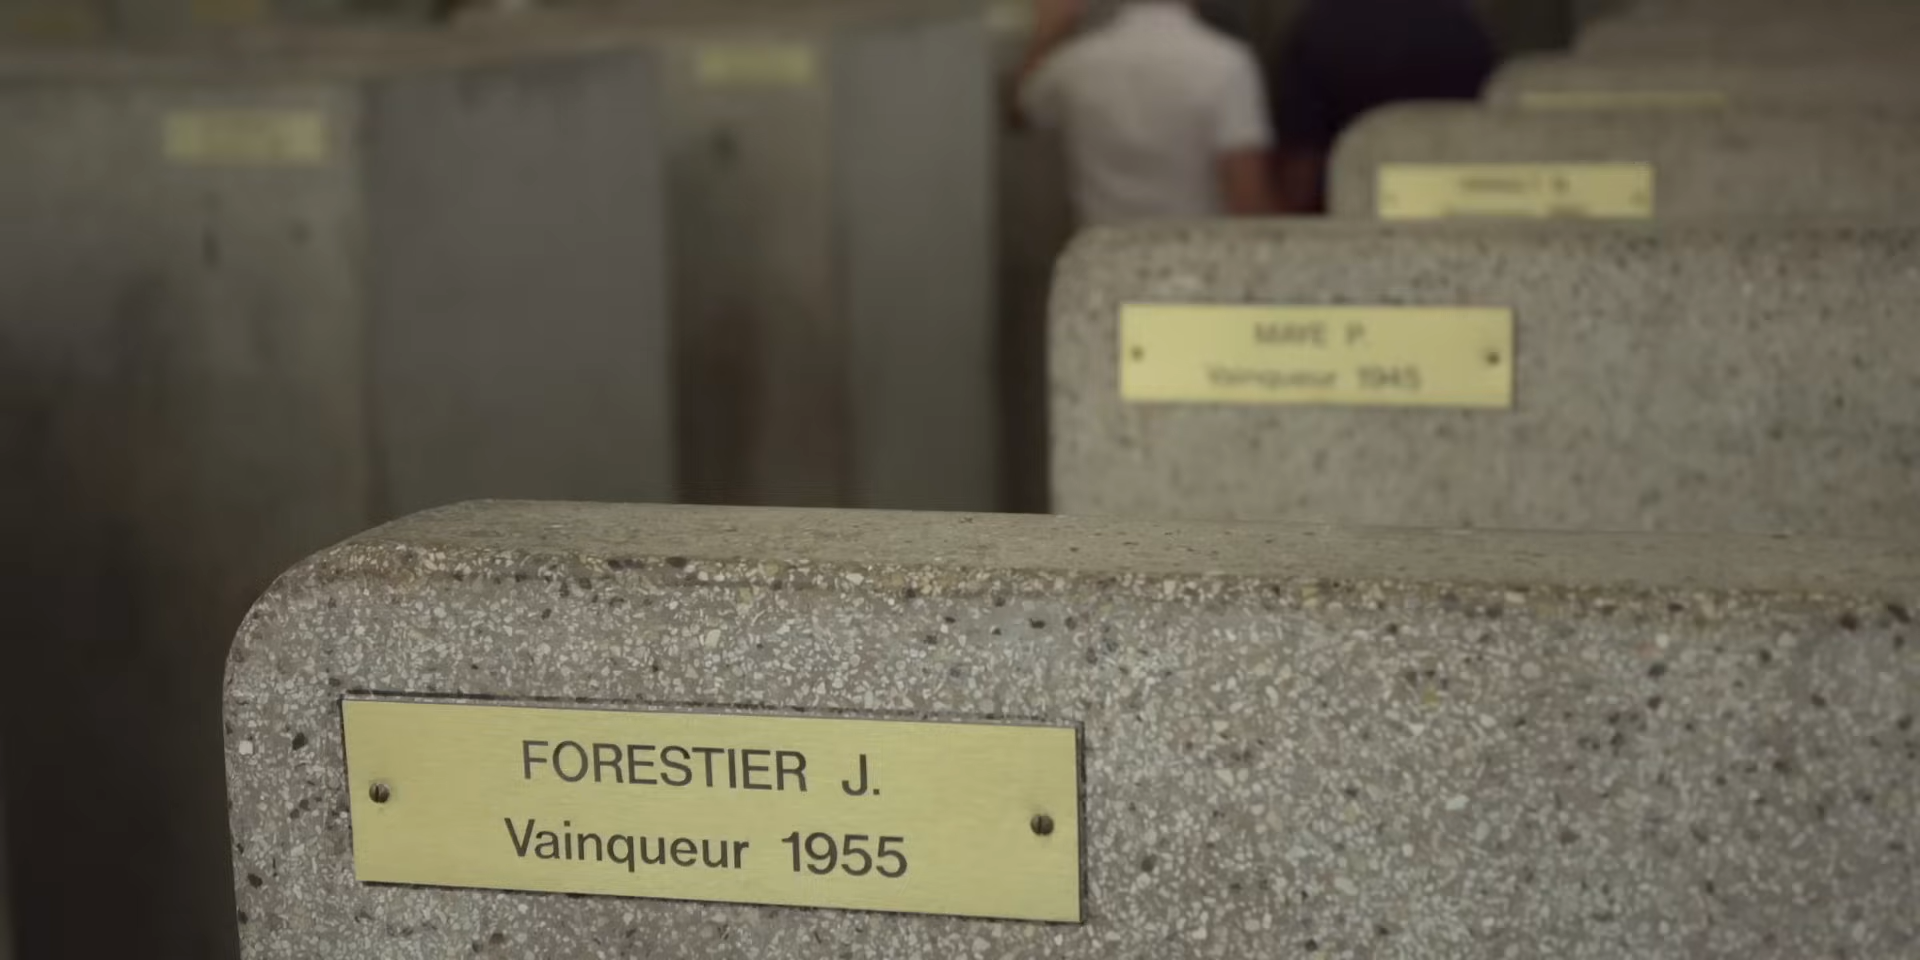 MAYE P.
Vainqueur 1945
FORESTIER J.
Vainqueur 1955